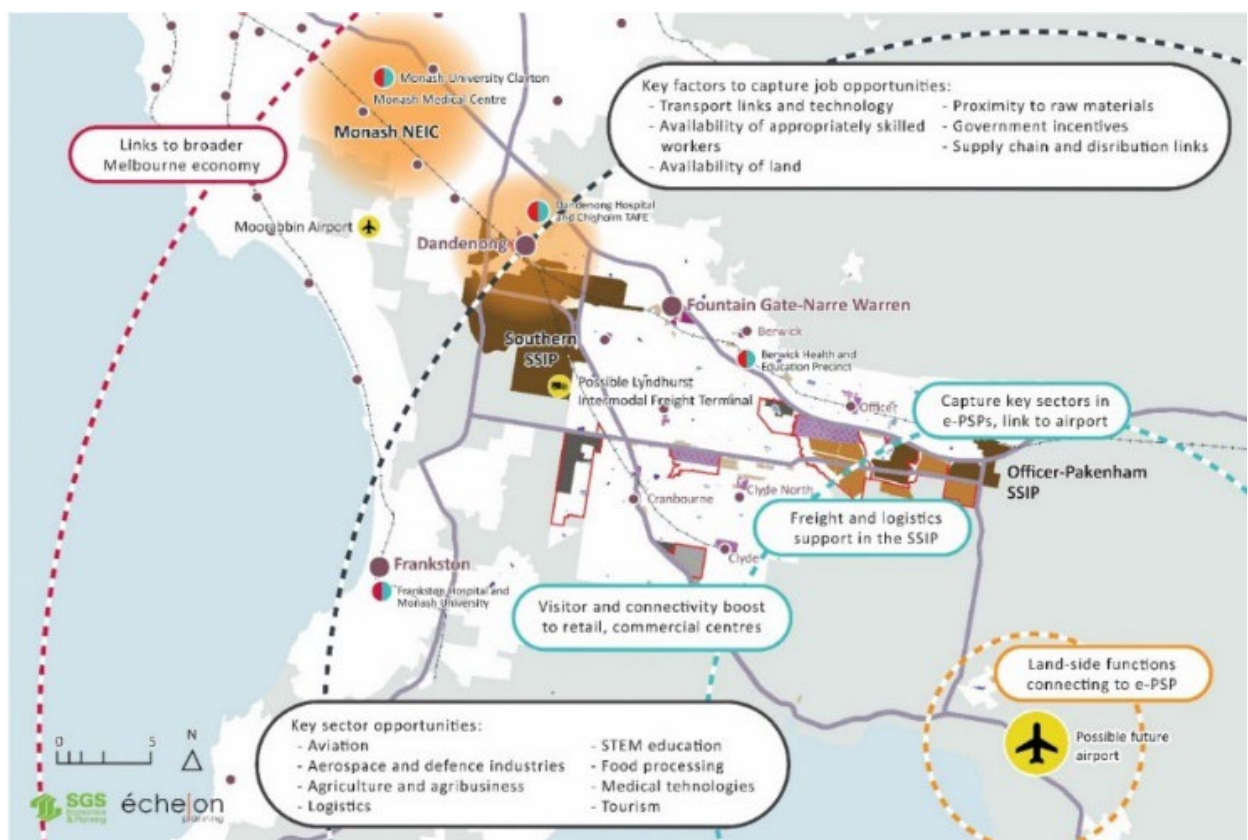 Monash University Clayton
Monash Medical Centre
Monash NEIC
Links to broader
Melbourne economy
Key factors to capture job opportunities:
- Transport links and technology
- Availability of appropriately skilled
workers
- Availability of land
- Proximity to raw materials
- Government incentives
- Supply chain and disribution links
Dandenong Hospital
and Chisholm TAFE
Moorabbin Airport
Dandenong
Fountain Gate-Narre Warren
Berwick
Southern
SSIP
Berwick Health and
Education Precinct
Possible Lyndhurst
Intermodal Freight Terminal
Officer
Capture key sectors in
e-PSPs, link to airport
Officer-Pakenham
SSIP
Cranbourne
Clyde North
Freight and logistics
support in the SSIP
Clyde
Frankston
Frankston Hospital and
Monash University
Visitor and connectivity boost
to retail, commercial centres
Land-side functions
connecting to e-PSP
Possible future
airport
Key sector opportunities:
- Aviation
- Aerospace and defence industries
- Agriculture and agribusiness
- Logistics
- STEM education
- Food processing
- Medical tehnologies
- Tourism
0 5
N
SGS
Economics
& Planning
échelon
planning